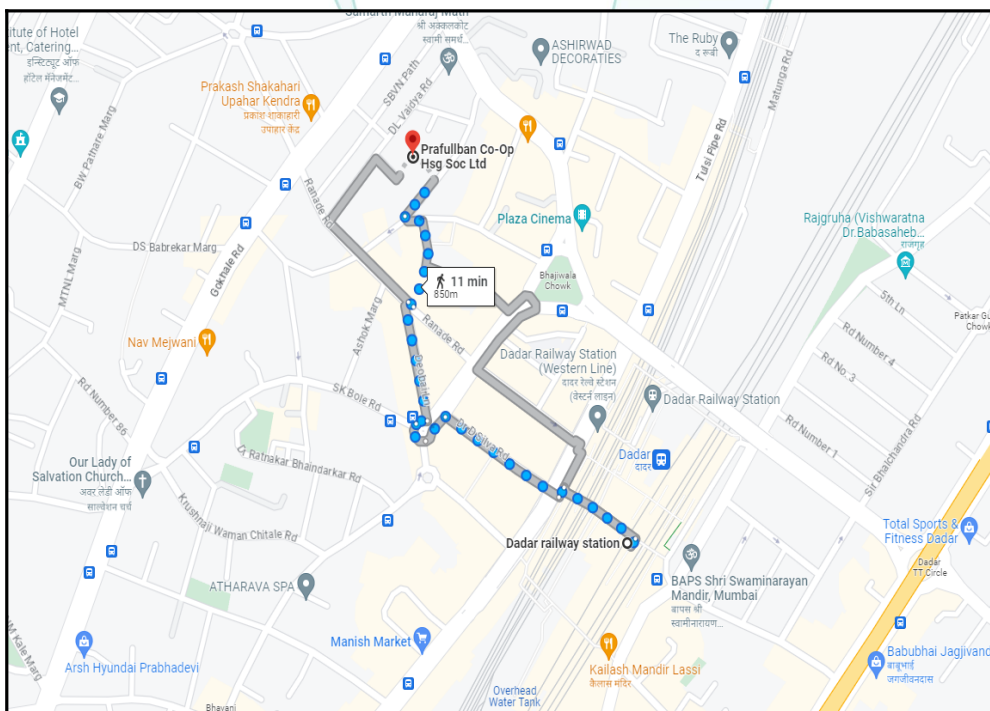 Samarth Maharaj Math
श्री अक्कलकोट
स्वामी समर्थ...
itute of Hotel
ent, Catering...
इन्स्टिट्यूट ऑफ
हॉटेल मॅनेजमेंट...
ASHIRWAD
DECORATIES
The Ruby
द रूबी
Matunga Rd
SBVN Path
DL Vaidya Rd
Prakash Shakahari
Upahar Kendra
प्रकाश शाकाहारी
उपाहार केंद्र
BW Pathare Marg
Prafullban Co-Op
Hsg Soc Ltd
Tulsi Pipe Rd
Ranade Rd
Plaza Cinema
Rajgruha (Vishwaratna
Dr.Babasaheb...
राजगृह
DS Babrekar Marg
MTNL Marg
Gokhale Rd
11 min
850m
Bhajiwala
Chowk
5th Ln
Patkar Gu
Chowk
Ashok Marg
Ranade Rd
Rd Number 4
Nav Mejwani
Rd No. 3
Dadar Railway Station
(Western Line)
दादर रेल्वे स्टेशन
(वेस्टर्न लाइन)
Dadar Railway Station
SK Bole Rd
Rd Number 86
Dr D'Silva Rd
Rd Number 1
Sir Bhalchandra Rd
Dadar
दादर
Dr Ratnakar Bhaindarkar Rd
Our Lady of
Salvation Church...
अवर लेडी ऑफ
साल्वेशन चर्च
Krushnaji Waman Chitale Rd
Total Sports &
Fitness Dadar
Dadar railway station
Dadar
TT Circle
BAPS Shri Swaminarayan
Mandir, Mumbai
बापस श्री
स्वामीनारायण...
ATHARAVA SPA
Manish Market
M Kale Marg
Arsh Hyundai Prabhadevi
Kailash Mandir Lassi
कैलास मंदिर
Babubhai Jagjivand
बाबूभाई
जगजीवनदास
Overhead
Water Tank
Bhavani